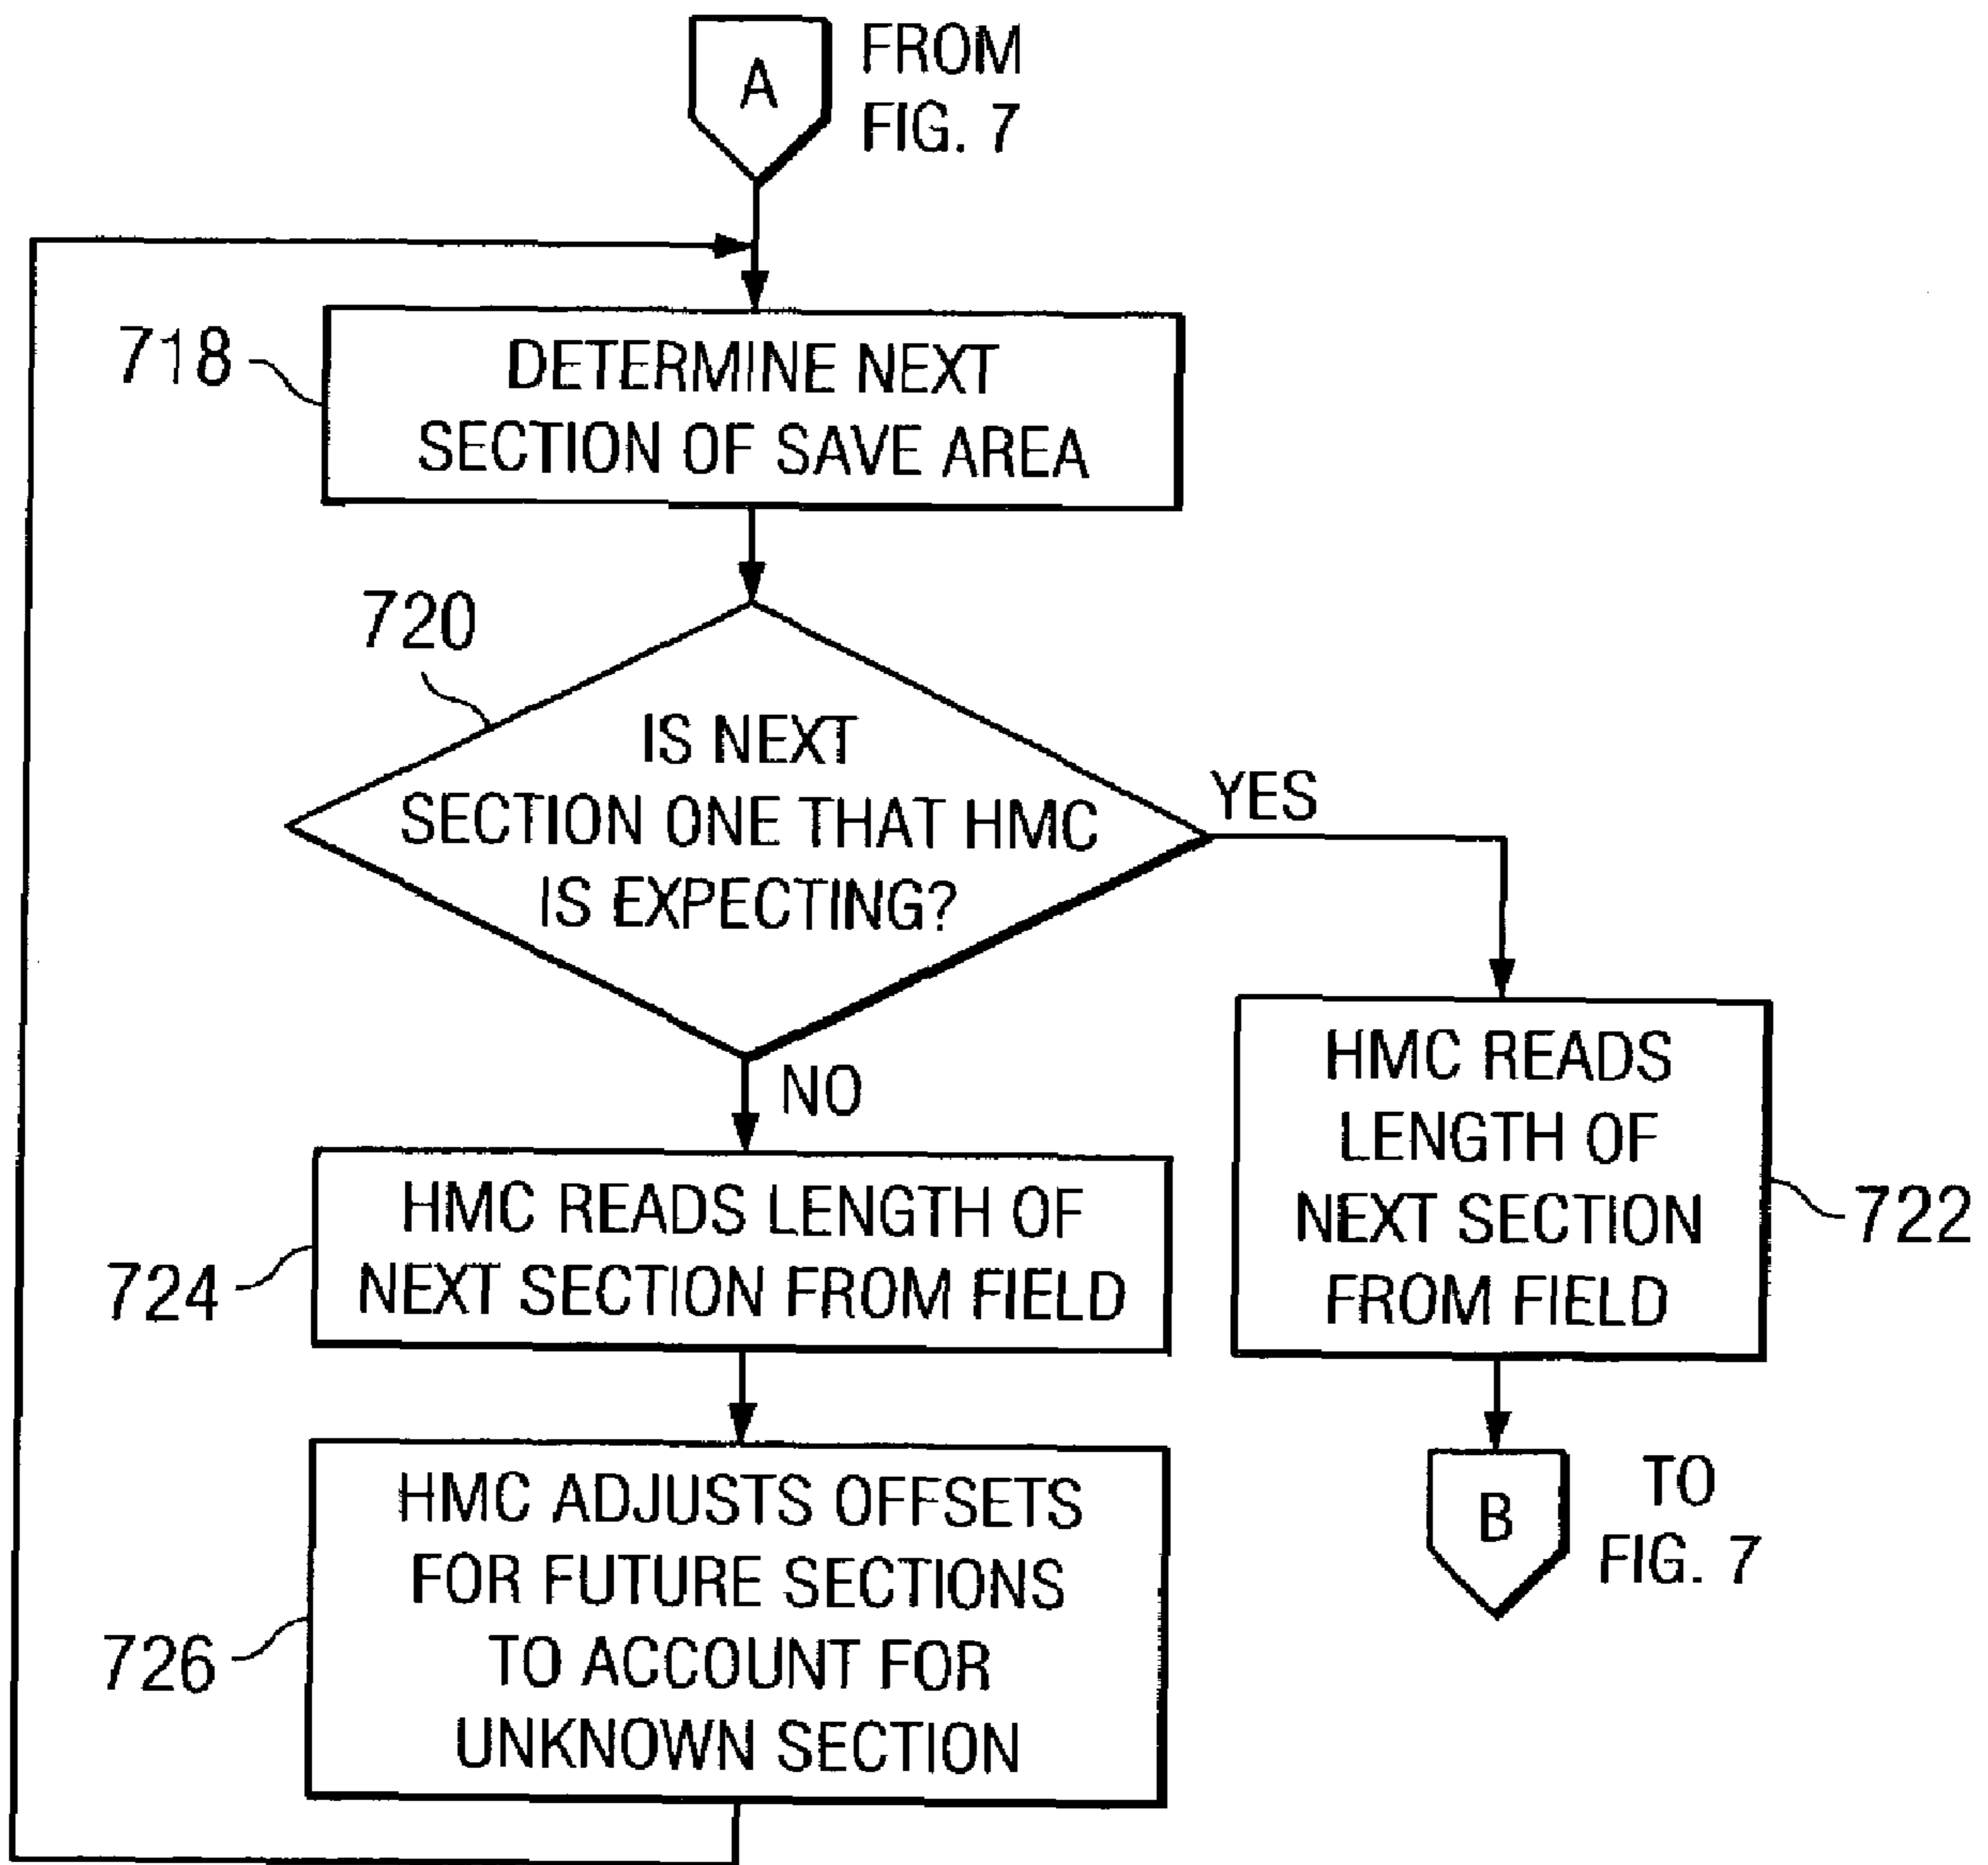 A
FROM
FIG. 7
718
DETERMINE NEXT
SECTION OF SAVE AREA
720
IS NEXT
SECTION ONE THAT HMC
IS EXPECTING?
YES
NO
HMC READS
LENGTH OF
NEXT SECTION
FROM FIELD
722
724
HMC READS LENGTH OF
NEXT SECTION FROM FIELD
726
HMC ADJUSTS OFFSETS
FOR FUTURE SECTIONS
TO ACCOUNT FOR
UNKNOWN SECTION
B
TO
FIG. 7